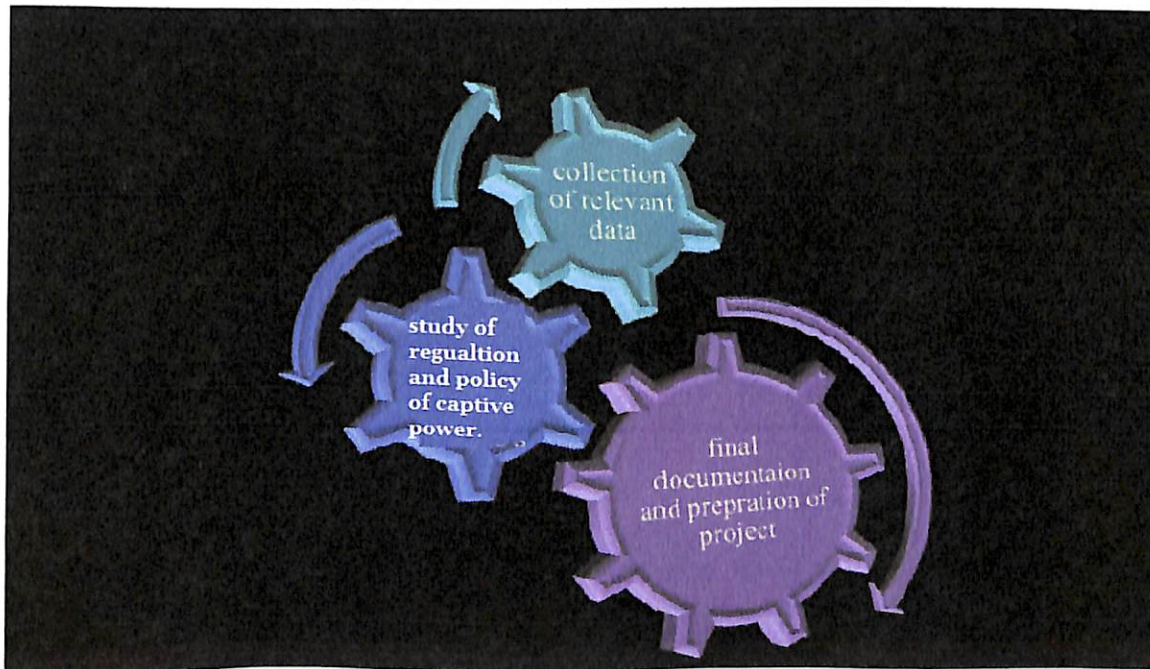 collection
of relevant
data
study of
regualtion
and policy
of captive
power.
final
documentaion
and prepration of
project